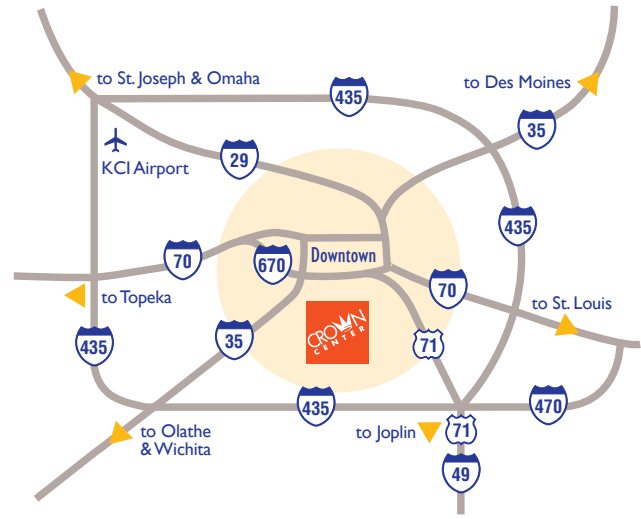 to St. Joseph & Omaha
435
to Des Moines
35
KCI Airport
29
435
70
670
Downtown
70
to Topeka
to St. Louis
CROWN
CENTER
435
35
71
435
470
to Olathe
& Wichita
to Joplin
71
49